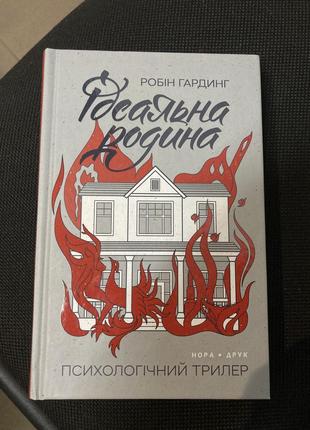 РОБІН ГАРДИНГ
Ідеальна
родина
НОРА • ДРУК
ПСИХОЛОГІЧНИЙ ТРИЛЕР